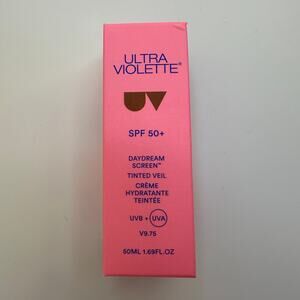 ULTRA
VIOLETTE®
UV
SPF 50+
DAYDREAM
SCREEN™
TINTED VEIL
CRÈME
HYDRATANTE
TEINTÉE
UVB + UVA
V9.75
50ML 1.69FL.OZ